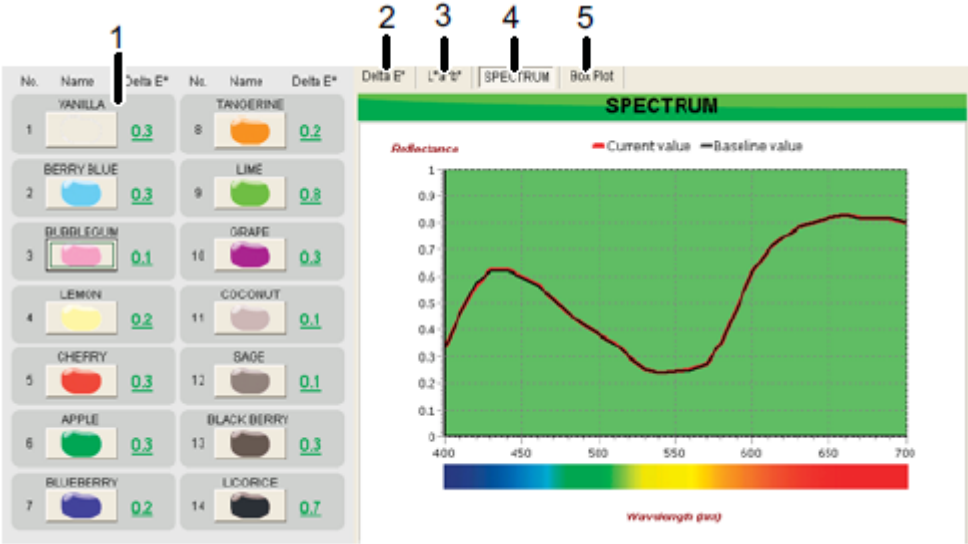 1
2
3
4
5
No. Name Delta E* No. Name Delta E*
VANILLA
1 0.3
BERRY BLUE
2 0.3
BUBBLEGUM
3 0.1
LEMON
4 0.2
CHERRY
5 0.3
APPLE
6 0.3
BLUEBERRY
7 0.2
TANGERINE
8 0.2
LIME
9 0.8
GRAPE
10 0.3
COCONUT
11 0.1
SAGE
12 0.1
BLACK BERRY
13 0.3
LICORICE
14 0.7
Delta E* L*a*b* SPECTRUM Box Plot
SPECTRUM
Reflectance
Current value Baseline value
1
0.9
0.8
0.7
0.6
0.5
0.4
0.3
0.2
0.1
0
400 450 500 550 600 650 700
Wavelength (nm)